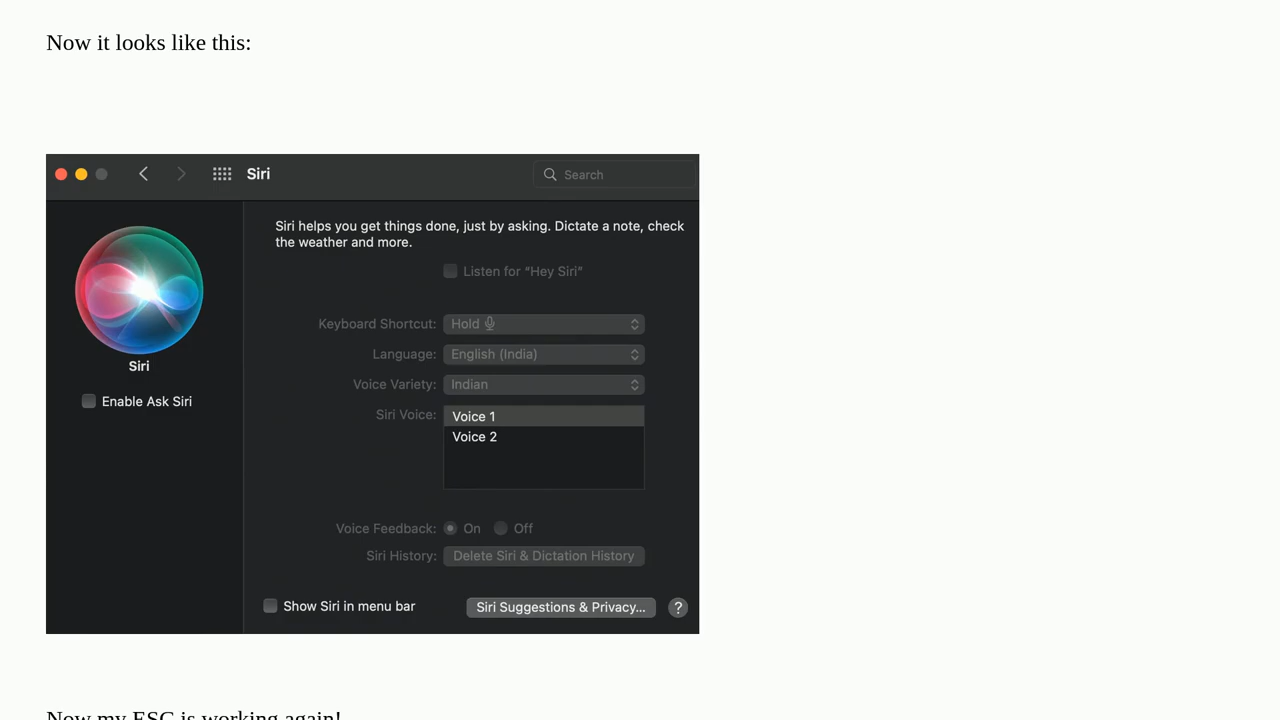 Now it looks like this:
Siri
Search
Siri helps you get things done, just by asking. Dictate a note, check
the weather and more.
Listen for “Hey Siri”
Keyboard Shortcut: Hold
Language: English (India)
Siri
Voice Variety: Indian
Enable Ask Siri
Siri Voice: Voice 1
Voice 2
Voice Feedback: On Off
Siri History: Delete Siri & Dictation History
Show Siri in menu bar
Siri Suggestions & Privacy... ?
Now my ESC is working again!